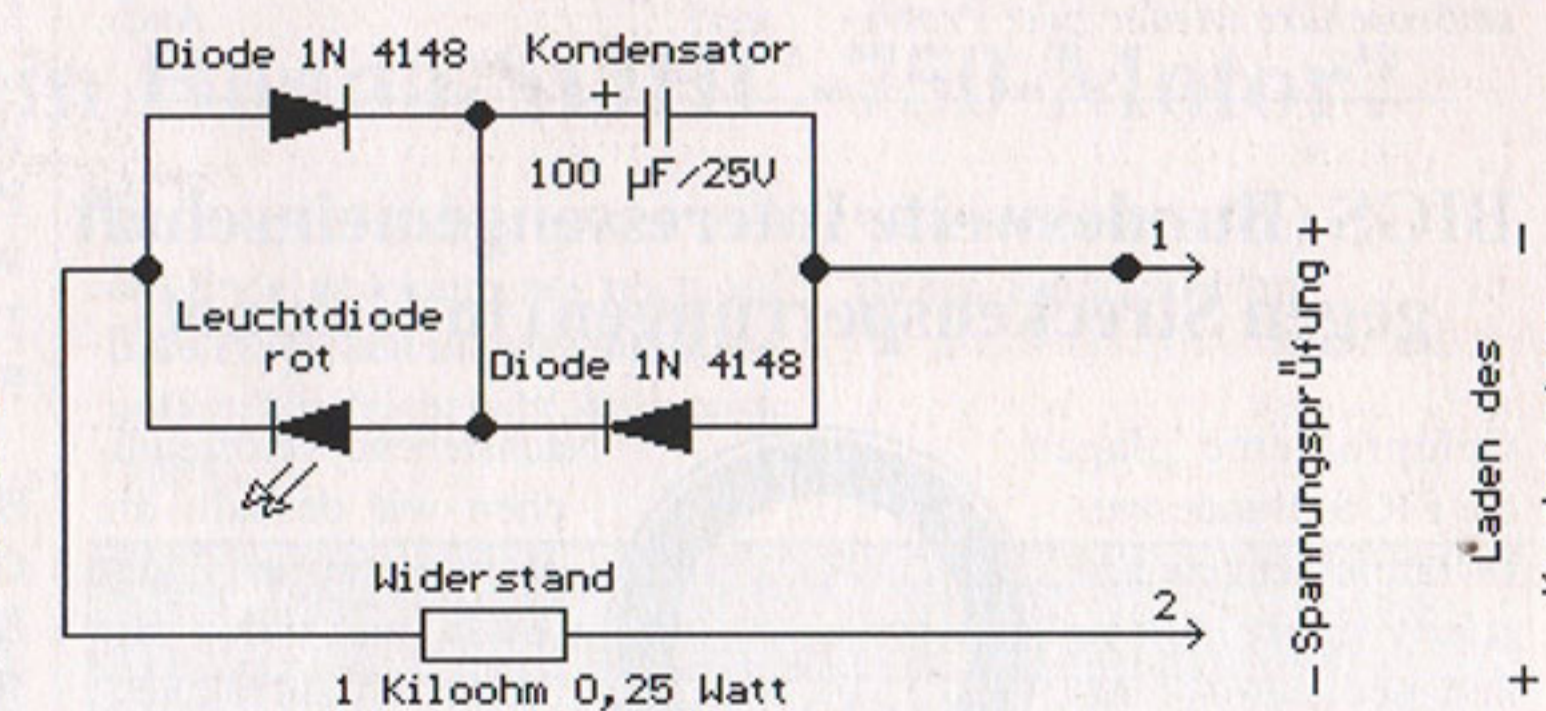 Diode 1N 4148
Kondensator
+
100 µF/25V
1
Leuchtdiode
rot
Diode 1N 4148
Widerstand
2
1 Kiloohm 0,25 Watt
– Spannungsprüfung +
+ Laden des –